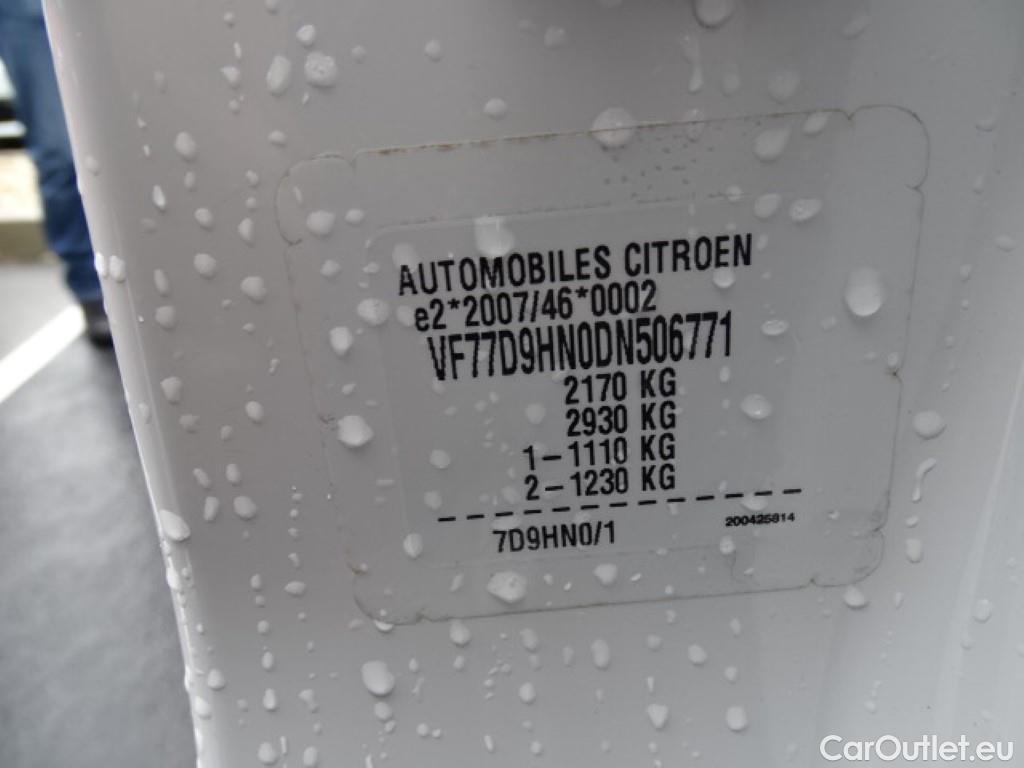 AUTOMOBILES CITROEN
e2*2007/46*0002
VF77D9HN0DN506771
2170 KG
2930 KG
1-1110 KG
2-1230 KG
7D9HN0/1
200425814
CarOutlet.eu